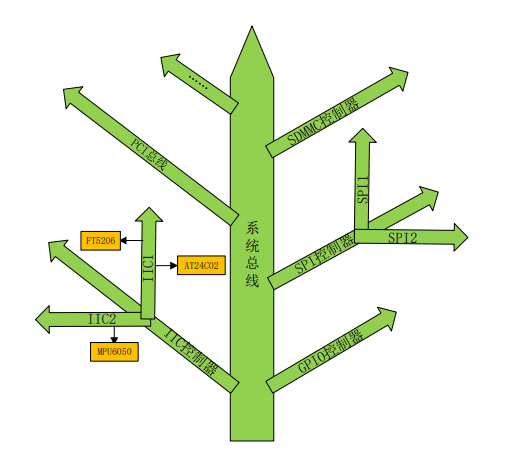 ……
SDMMC控制器
PCI总线
SPI1
系统总线
FT5206
IIC1
AT24C02
SPI控制器
SPI2
IIC2
MPU6050
IIC控制器
GPIO控制器